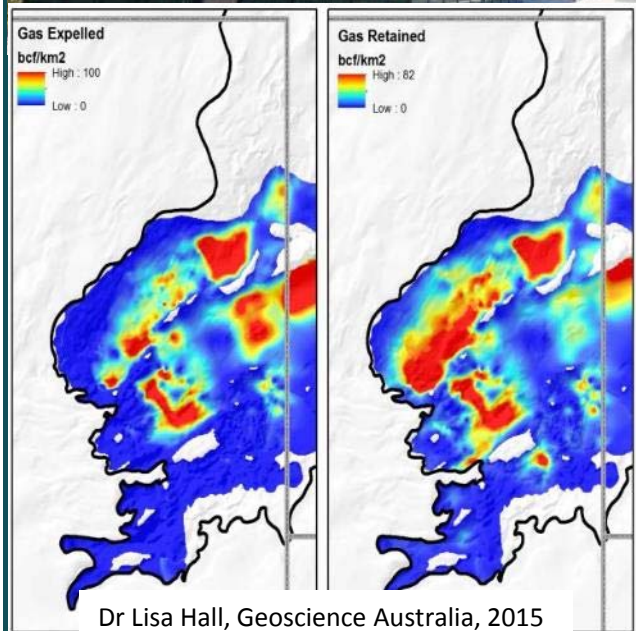 Gas Expelled
bcf/km2
High : 100
Low : 0
Gas Retained
bcf/km2
High : 82
Low : 0
Dr Lisa Hall, Geoscience Australia, 2015